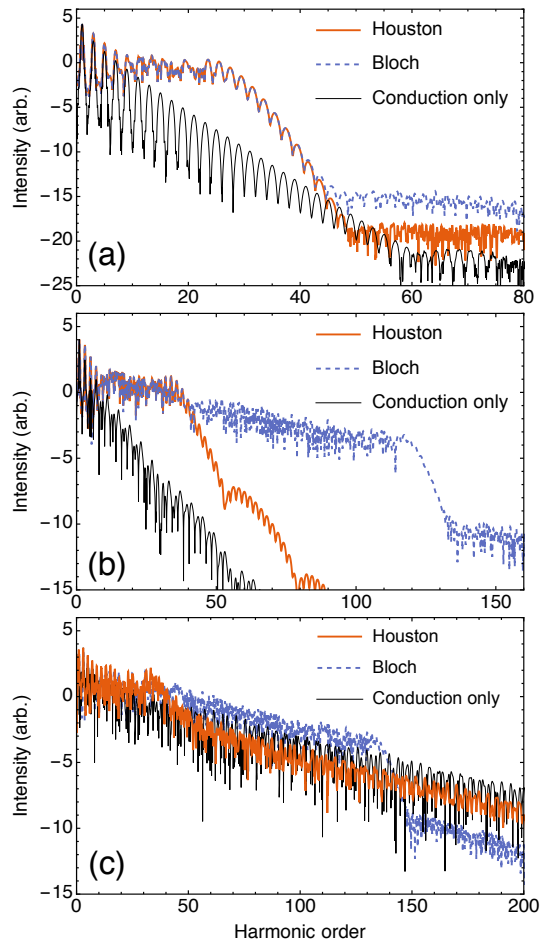 5
0
−5
−10
−15
−20
−25
Intensity (arb.)
Houston
Bloch
Conduction only
(a)
0 20 40 60 80
5
0
−5
−10
−15
Intensity (arb.)
Houston
Bloch
Conduction only
(b)
0 50 100 150
5
0
−5
−10
−15
Intensity (arb.)
Houston
Bloch
Conduction only
(c)
0 50 100 150 200
Harmonic order